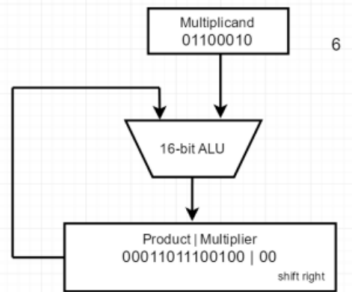 Multiplicand
01100010
6
16-bit ALU
Product | Multiplier
00011011100100 | 00
shift right